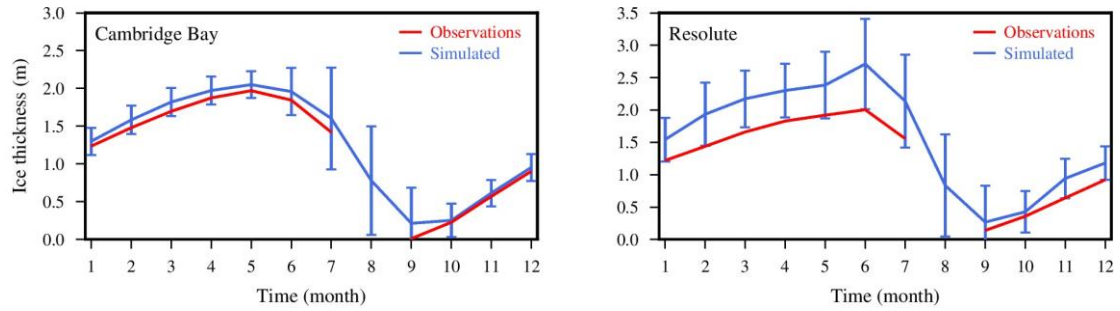 Cambridge Bay
Observations
Simulated
Ice thickness (m)
3.0
2.5
2.0
1.5
1.0
0.5
0.0
1 2 3 4 5 6 7 8 9 10 11 12
Time (month)
Resolute
Observations
Simulated
3.5
3.0
2.5
2.0
1.5
1.0
0.5
0.0
1 2 3 4 5 6 7 8 9 10 11 12
Time (month)